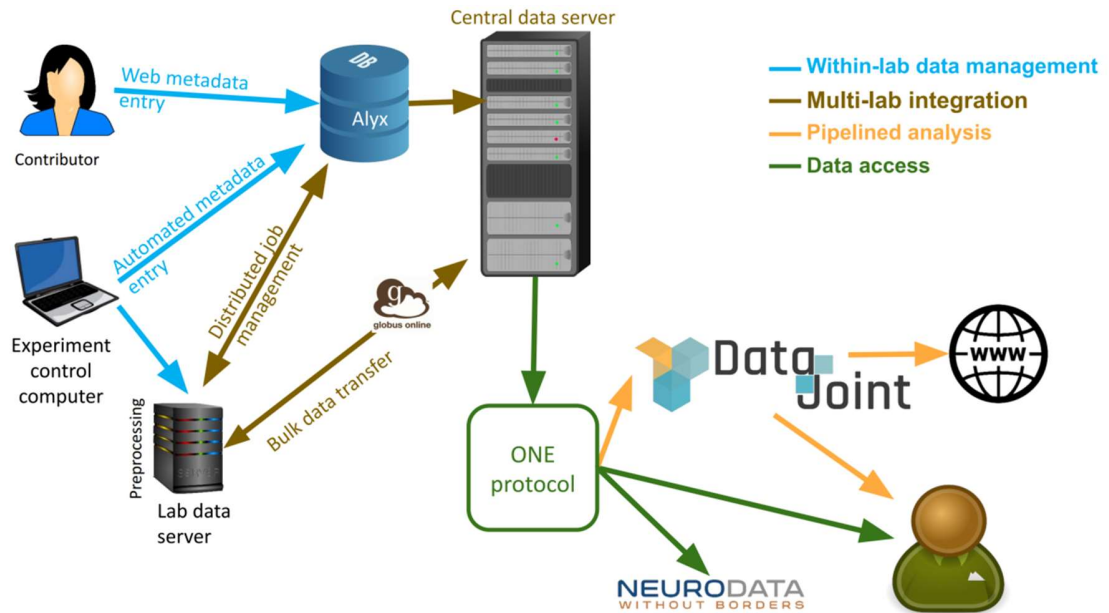 Central data server
DB
Alyx
Web metadata
entry
Contributor
Within-lab data management
Multi-lab integration
Pipelined analysis
Data access
Automated metadata
entry
Distributed job
management
g
globus online
Experiment
control
computer
Bulk data transfer
Preprocessing
Lab data
server
ONE
protocol
Data
Joint
WWW
NEURODATA
WITHOUT BORDERS